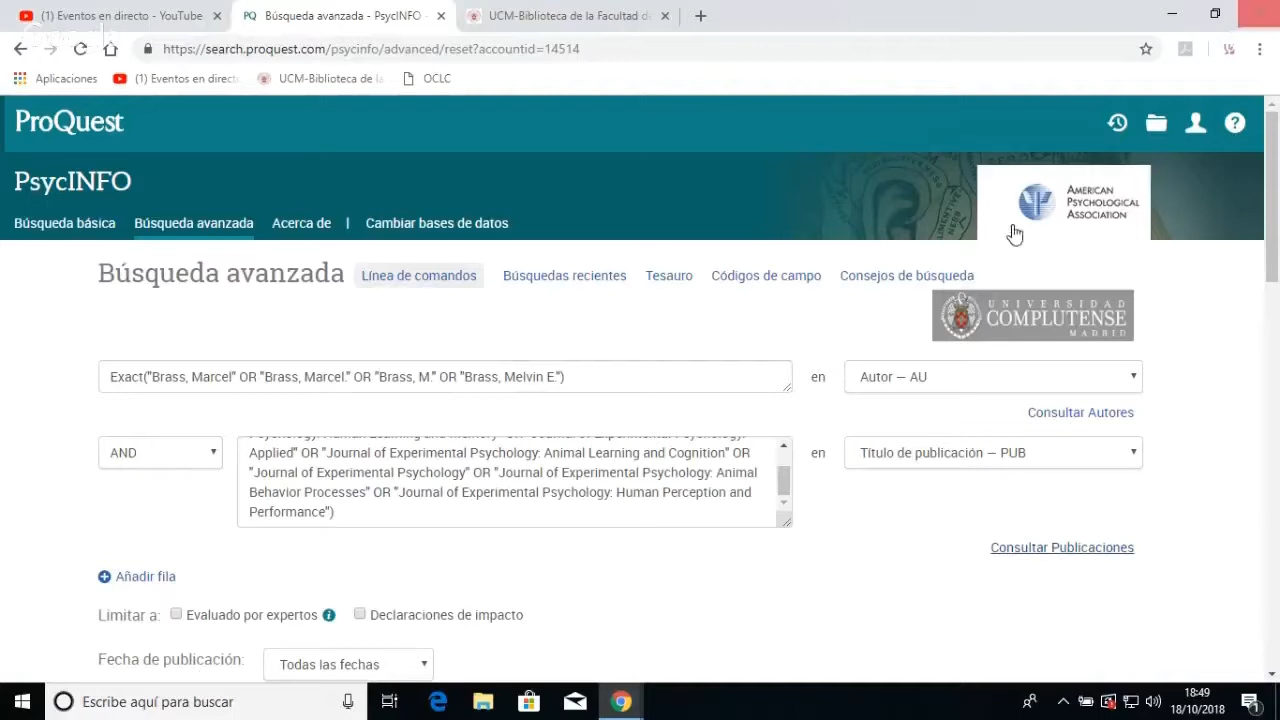 (1) Eventos en directo - YouTube
Búsqueda avanzada - PsycINFO -
UCM-Biblioteca de la Facultad de
https://search.proquest.com/psycinfo/advanced/reset?accountid=14514
Aplicaciones
(1) Eventos en direct
UCM-Biblioteca de la
OCLC
ProQuest
PsycINFO
AMERICAN
PSYCHOLOGICAL
ASSOCIATION
Búsqueda básica
Búsqueda avanzada
Acerca de
|
Cambiar bases de datos
Búsqueda avanzada
Línea de comandos
Búsquedas recientes
Tesauro
Códigos de campo
Consejos de búsqueda
UNIVERSIDAD
COMPLUTENSE
MADRID
Exact("Brass, Marcel" OR "Brass, Marcel." OR "Brass, M." OR "Brass, Melvin E.")
en
Autor — AU
Consultar Autores
AND
Applied" OR "Journal of Experimental Psychology: Animal Learning and Cognition" OR
"Journal of Experimental Psychology" OR "Journal of Experimental Psychology: Animal
Behavior Processes" OR "Journal of Experimental Psychology: Human Perception and
Performance")
en
Título de publicación — PUB
Consultar Publicaciones
Añadir fila
Limitar a:
Evaluado por expertos
Declaraciones de impacto
Fecha de publicación:
Todas las fechas
Escribe aquí para buscar
18:49
18/10/2018